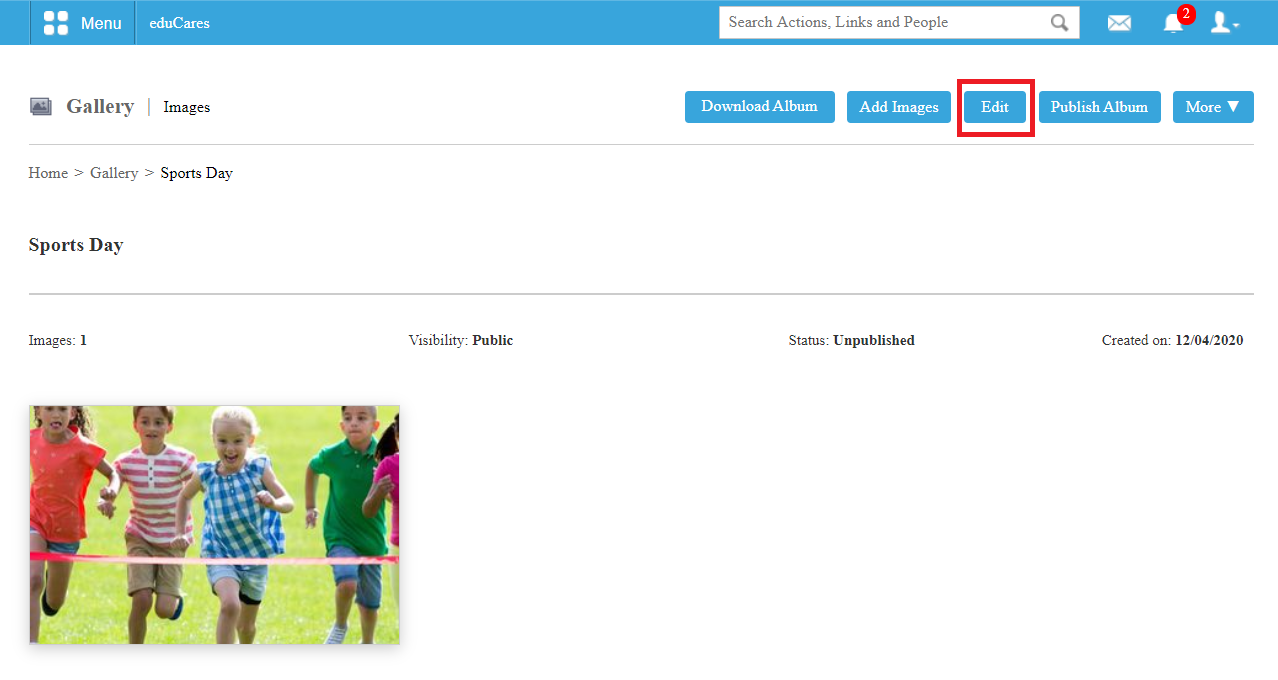 Menu eduCares Search Actions, Links and People 2
Gallery | Images Download Album Add Images Edit Publish Album More ▼
Home > Gallery > Sports Day
Sports Day
Images: 1 Visibility: Public Status: Unpublished Created on: 12/04/2020